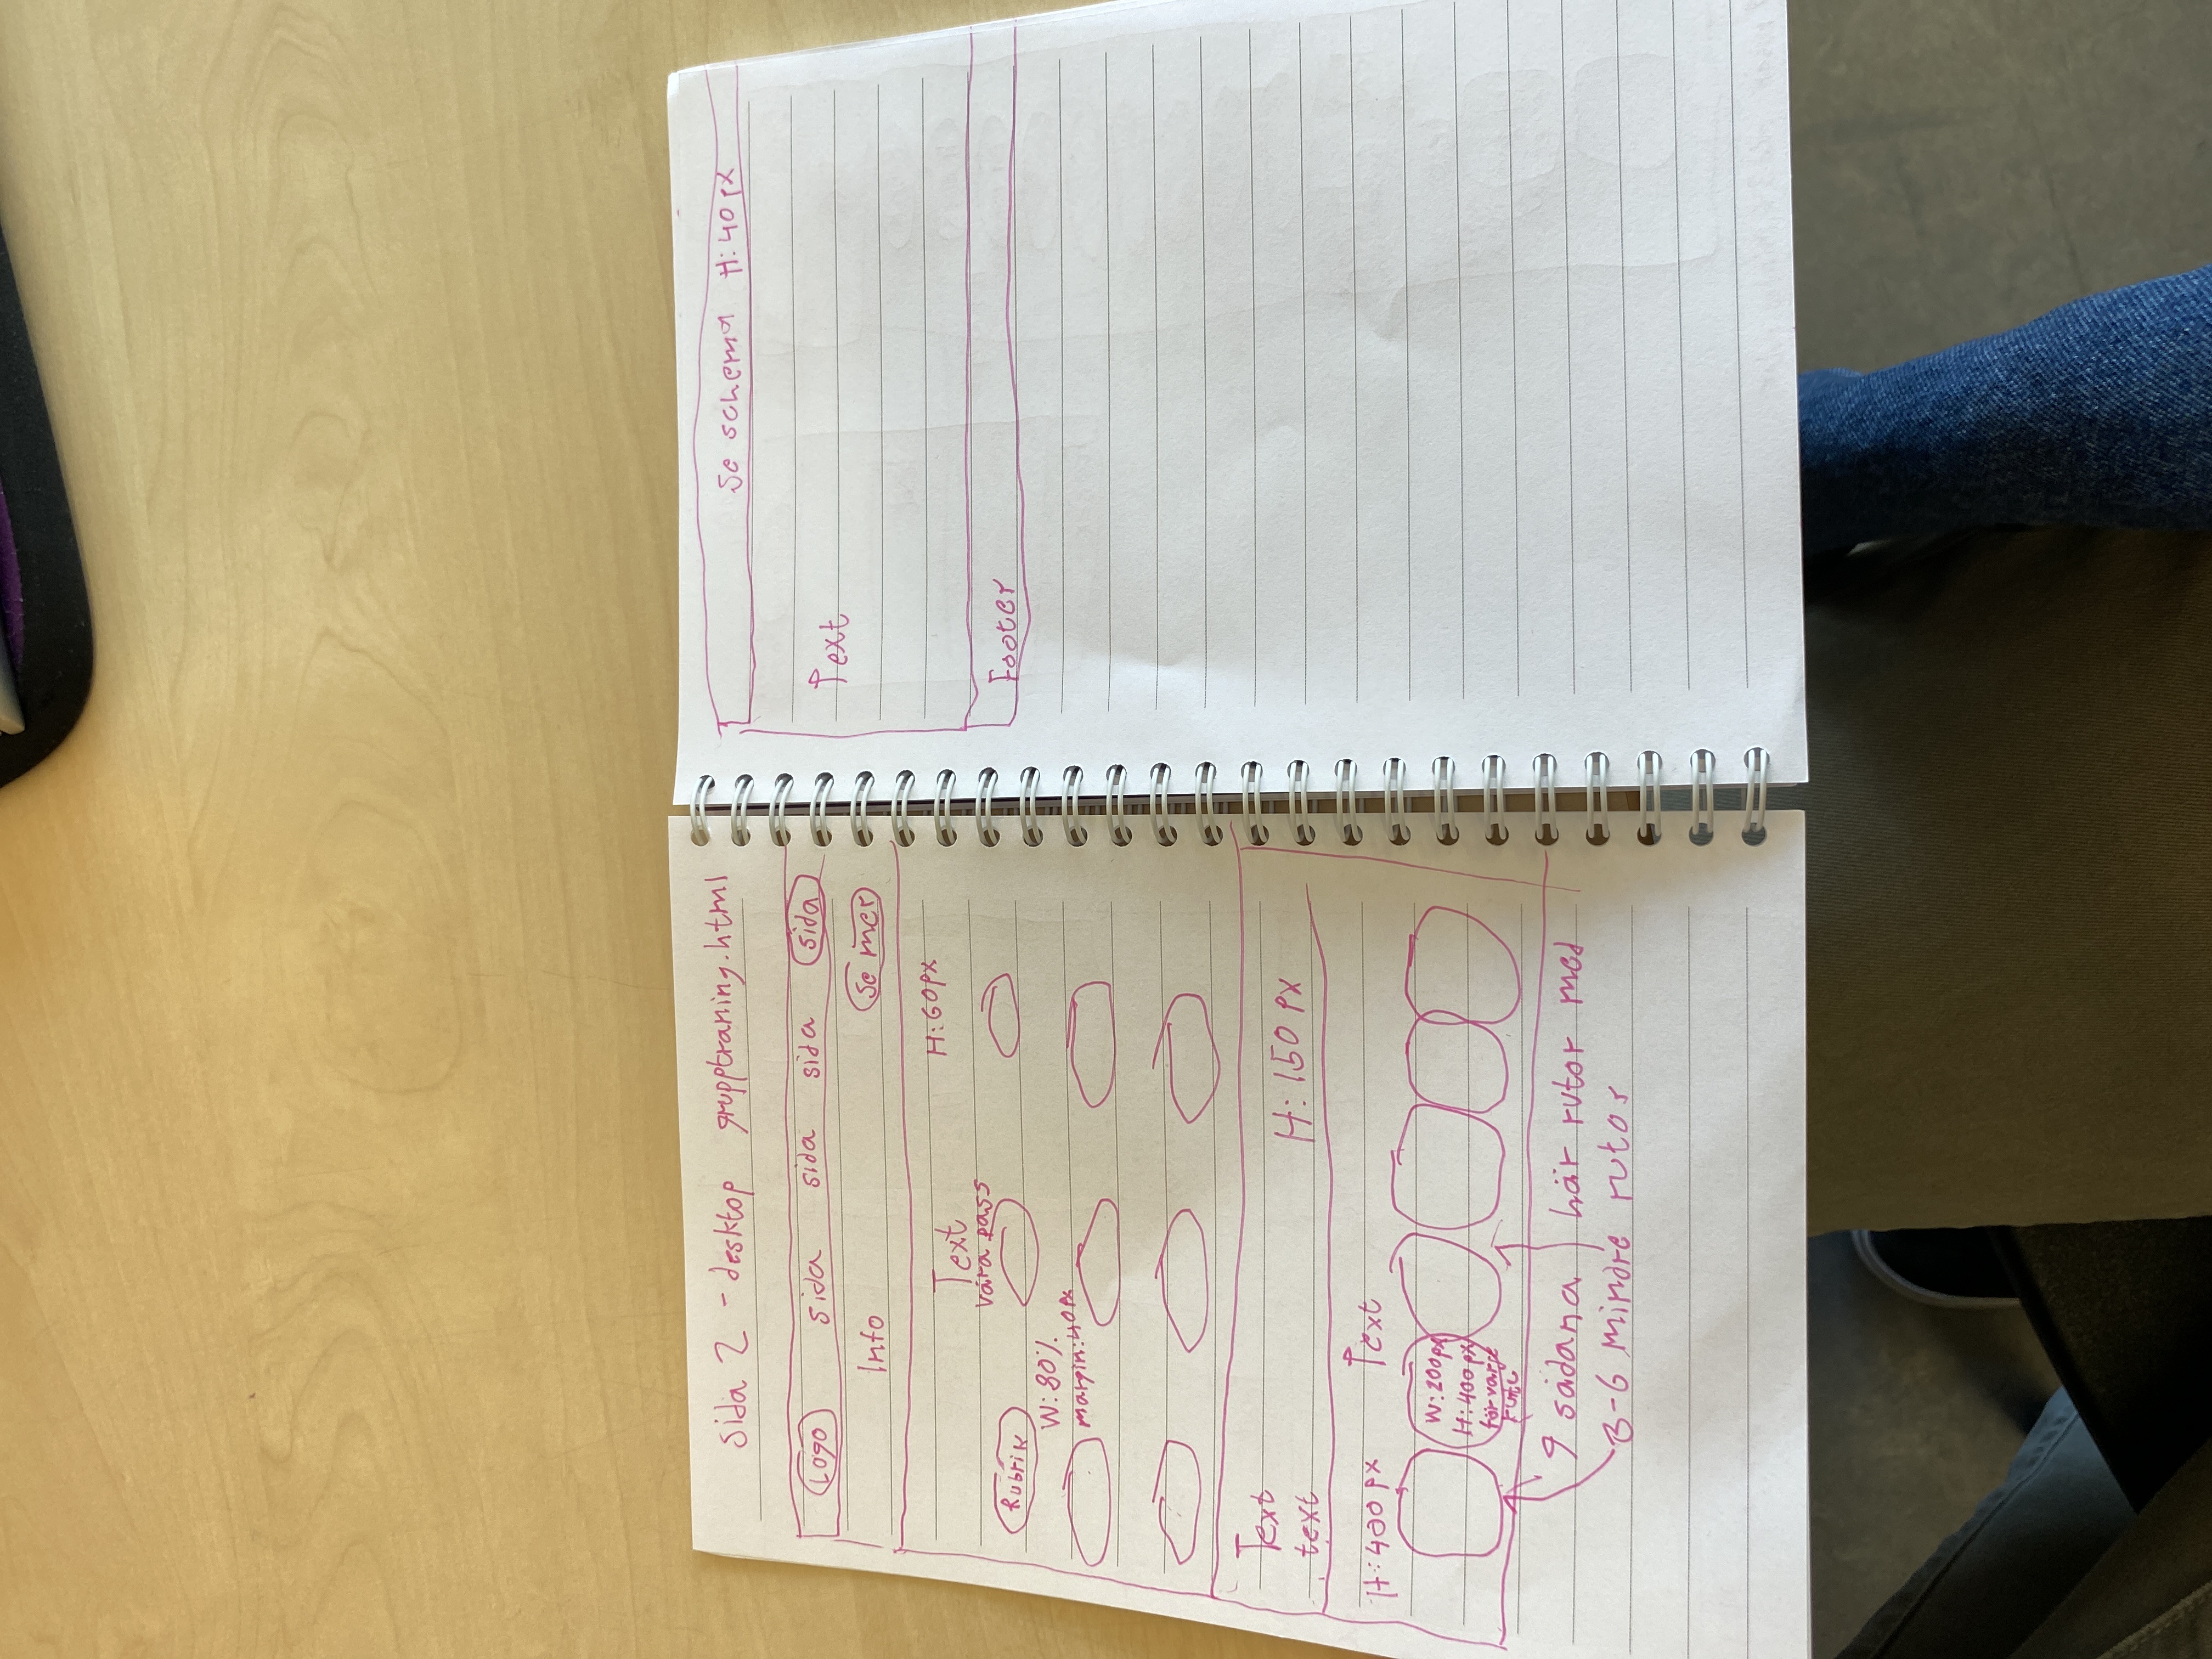 sida 2 - desktop grupptraning.html
Logo sida sida sida sida
Info se mer
Text H: 60px
våra pass
Rubrik
W: 80%
margin: 40px
Text
text H: 150 px
H: 400 px Text
W: 200px
H: 400px
för varje
ruta
9 sådana här rutor med
3-6 mindre rutor
Se schema H: 40 px
Text
Footer